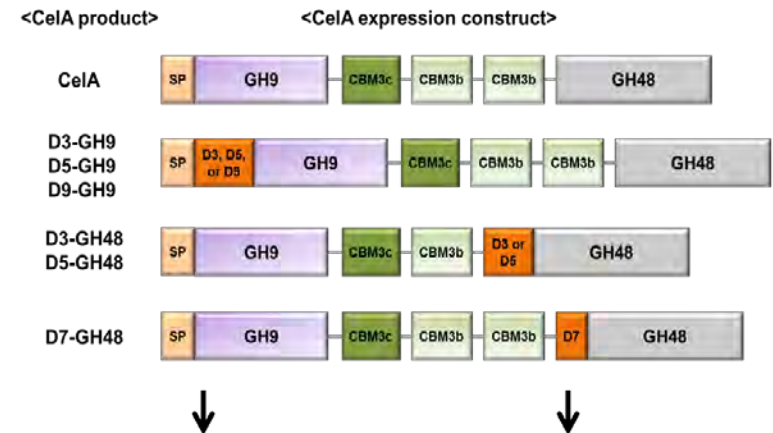 <CelA product> <CelA expression construct>
CelA SP GH9 CBM3c CBM3b CBM3b GH48
D3-GH9
D5-GH9
D9-GH9
SP D3, D5,
or D9 GH9 CBM3c CBM3b CBM3b GH48
D3-GH48
D5-GH48
SP GH9 CBM3c CBM3b D3 or
D5 GH48
D7-GH48 SP GH9 CBM3c CBM3b CBM3b D7 GH48